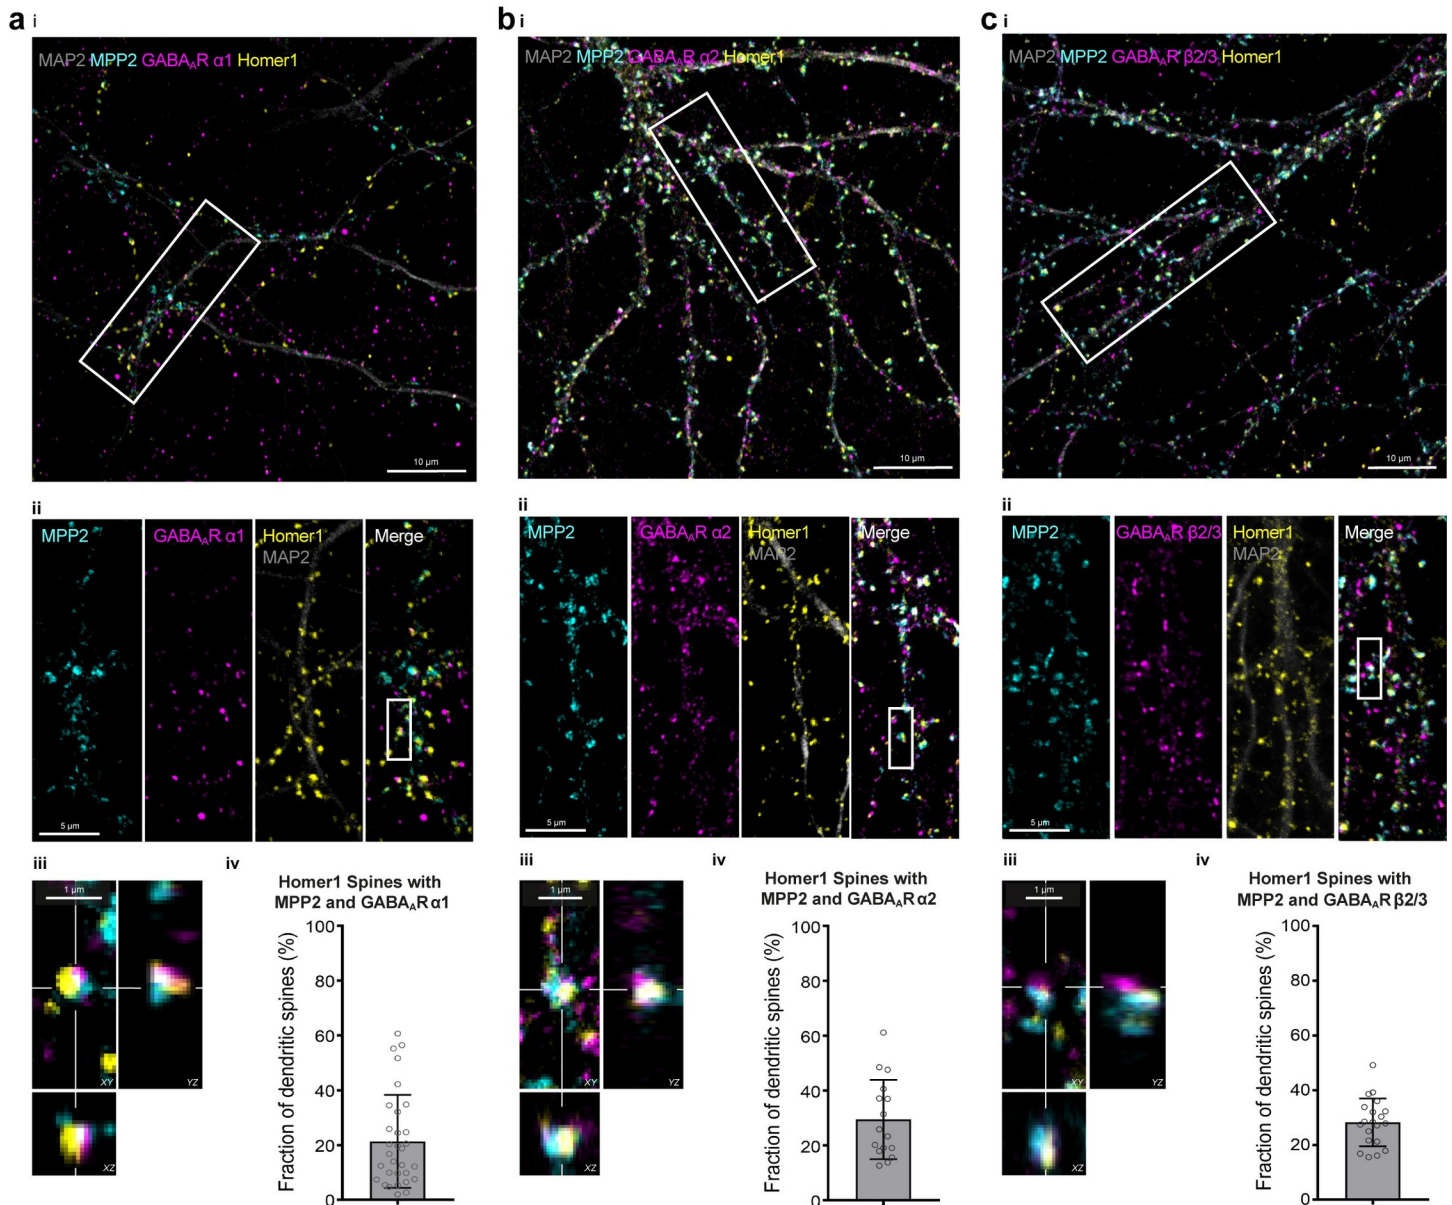 a i
MAP2 MPP2 GABAAR α1 Homer1
10 µm
ii
MPP2
GABAAR α1
Homer1
MAP2
Merge
5 µm
iii
1 µm
XY
YZ
XZ
iv
Homer1 Spines with
MPP2 and GABAAR α1
Fraction of dendritic spines (%)
100
80
60
40
20
0
b i
MAP2 MPP2 GABAAR α2 Homer1
10 µm
ii
MPP2
GABAAR α2
Homer1
MAP2
Merge
5 µm
iii
1 µm
XY
YZ
XZ
iv
Homer1 Spines with
MPP2 and GABAAR α2
Fraction of dendritic spines (%)
100
80
60
40
20
0
c i
MAP2 MPP2 GABAAR β2/3 Homer1
10 µm
ii
MPP2
GABAAR β2/3
Homer1
MAP2
Merge
5 µm
iii
1 µm
XY
YZ
XZ
iv
Homer1 Spines with
MPP2 and GABAAR β2/3
Fraction of dendritic spines (%)
100
80
60
40
20
0